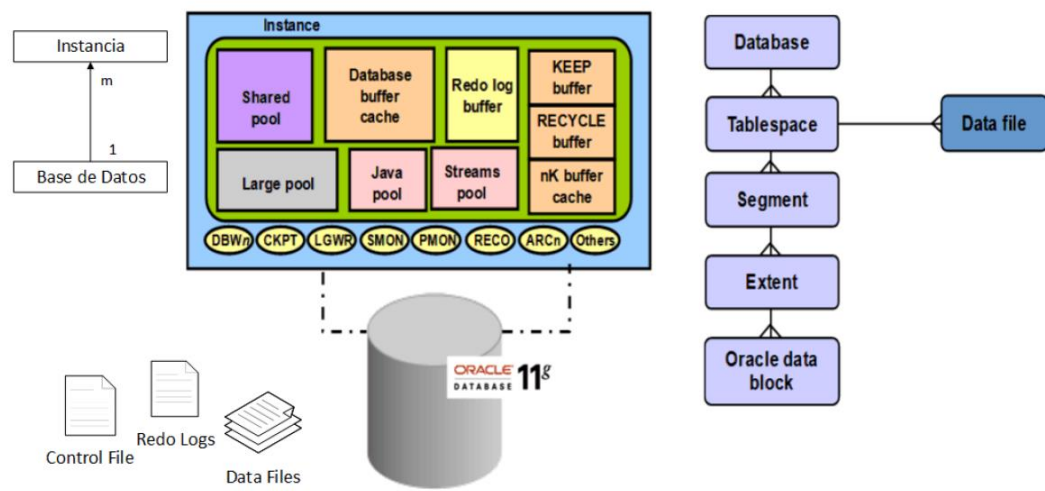 Instancia
m
1
Base de Datos
Instance
Shared
pool
Database
buffer
cache
Redo log
buffer
KEEP
buffer
RECYCLE
buffer
nK buffer
cache
Large pool
Java
pool
Streams
pool
DBWn
CKPT
LGWR
SMON
PMON
RECO
ARCn
Others
ORACLE
DATABASE
11g
Control File
Redo Logs
Data Files
Database
Tablespace
Data file
Segment
Extent
Oracle data
block